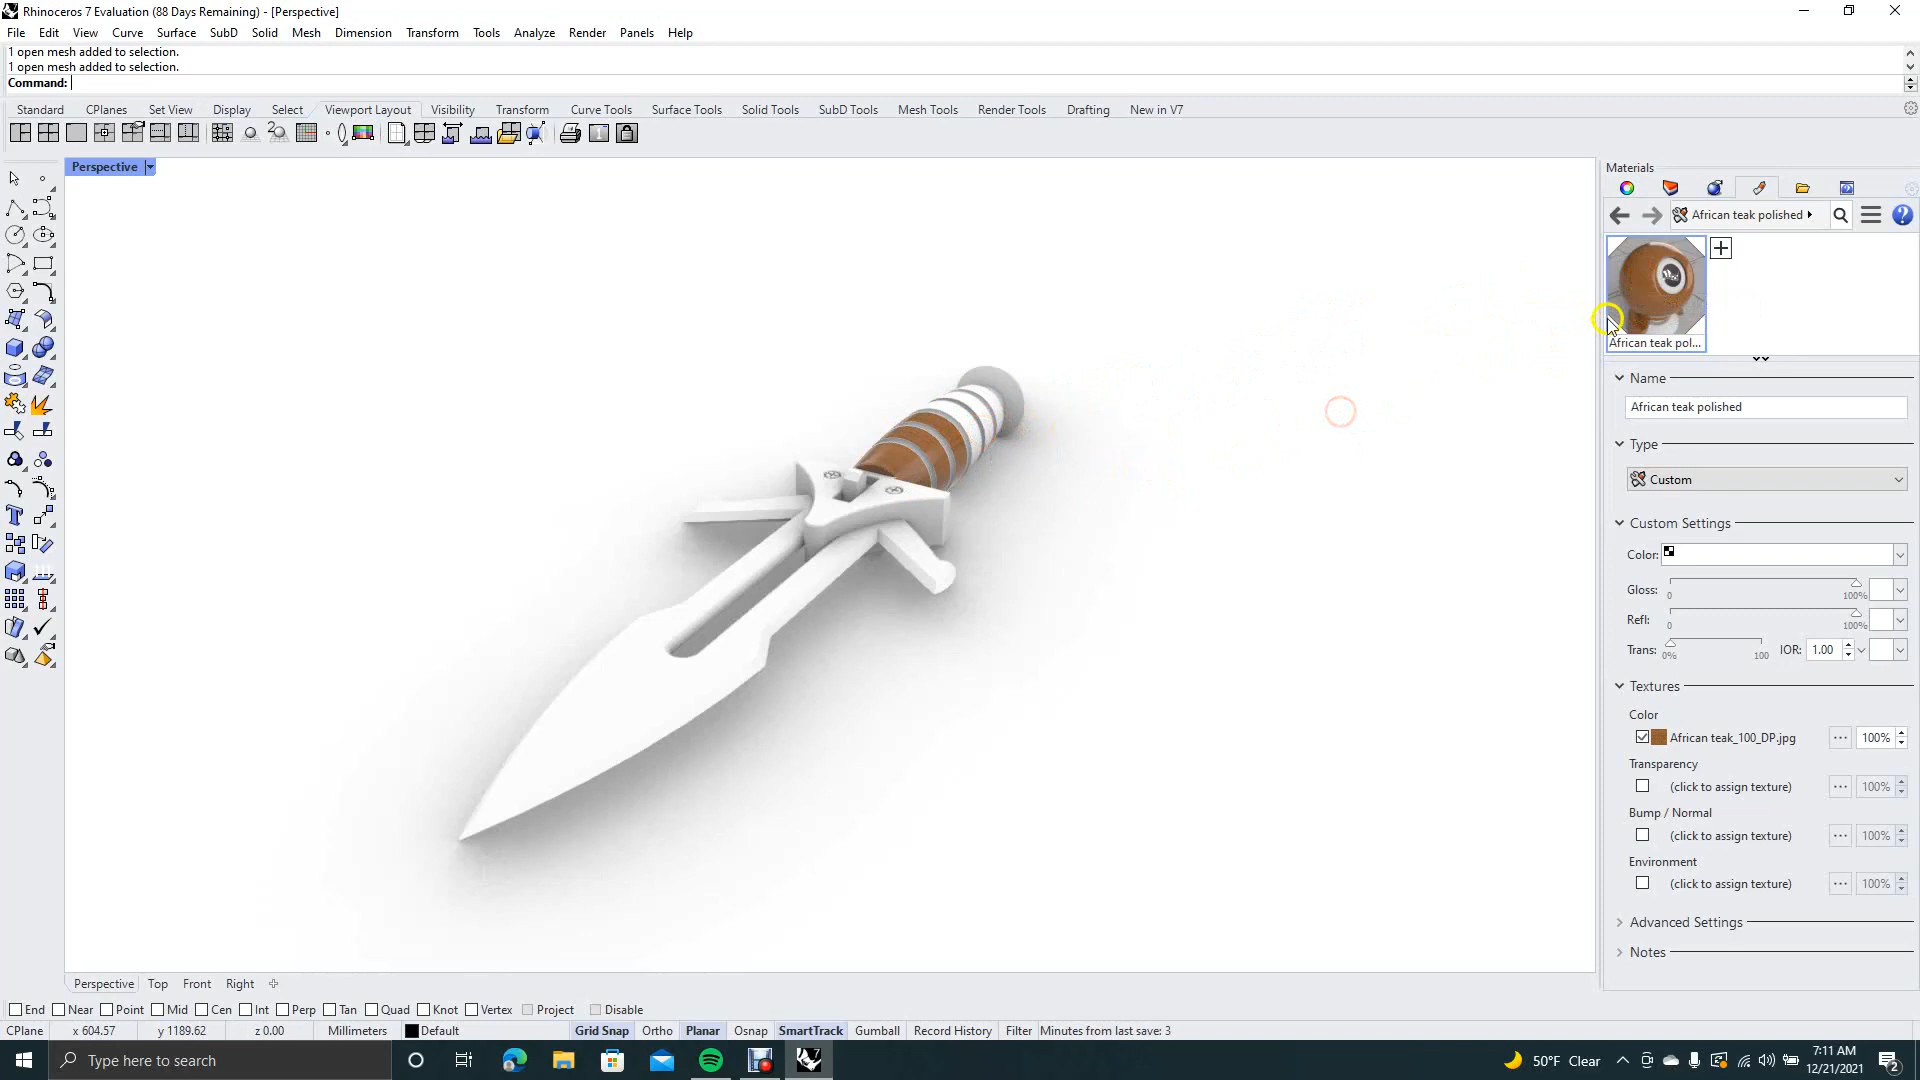 Rhinoceros 7 Evaluation (88 Days Remaining) - [Perspective]
File Edit View Curve Surface SubD Solid Mesh Dimension Transform Tools Analyze Render Panels Help
1 open mesh added to selection.
1 open mesh added to selection.
Command:
Standard CPlanes Set View Display Select Viewport Layout Visibility Transform Curve Tools Surface Tools Solid Tools SubD Tools Mesh Tools Render Tools Drafting New in V7
Perspective
Materials
African teak polished
African teak pol...
Name
African teak polished
Type
Custom
Custom Settings
Color:
Gloss: 0 100%
Refl: 0 100%
Trans: 0% 100 IOR: 1.00
Textures
Color
African teak_100_DP.jpg ... 100%
Transparency
(click to assign texture) ... 100%
Bump / Normal
(click to assign texture) ... 100%
Environment
(click to assign texture) ... 100%
Advanced Settings
Notes
Perspective Top Front Right
End Near Point Mid Cen Int Perp Tan Quad Knot Vertex Project Disable
CPlane x 604.57 y 1189.62 z 0.00 Millimeters Default Grid Snap Ortho Planar Osnap SmartTrack Gumball Record History Filter Minutes from last save: 3
Type here to search
50°F Clear
7:11 AM
12/21/2021
2